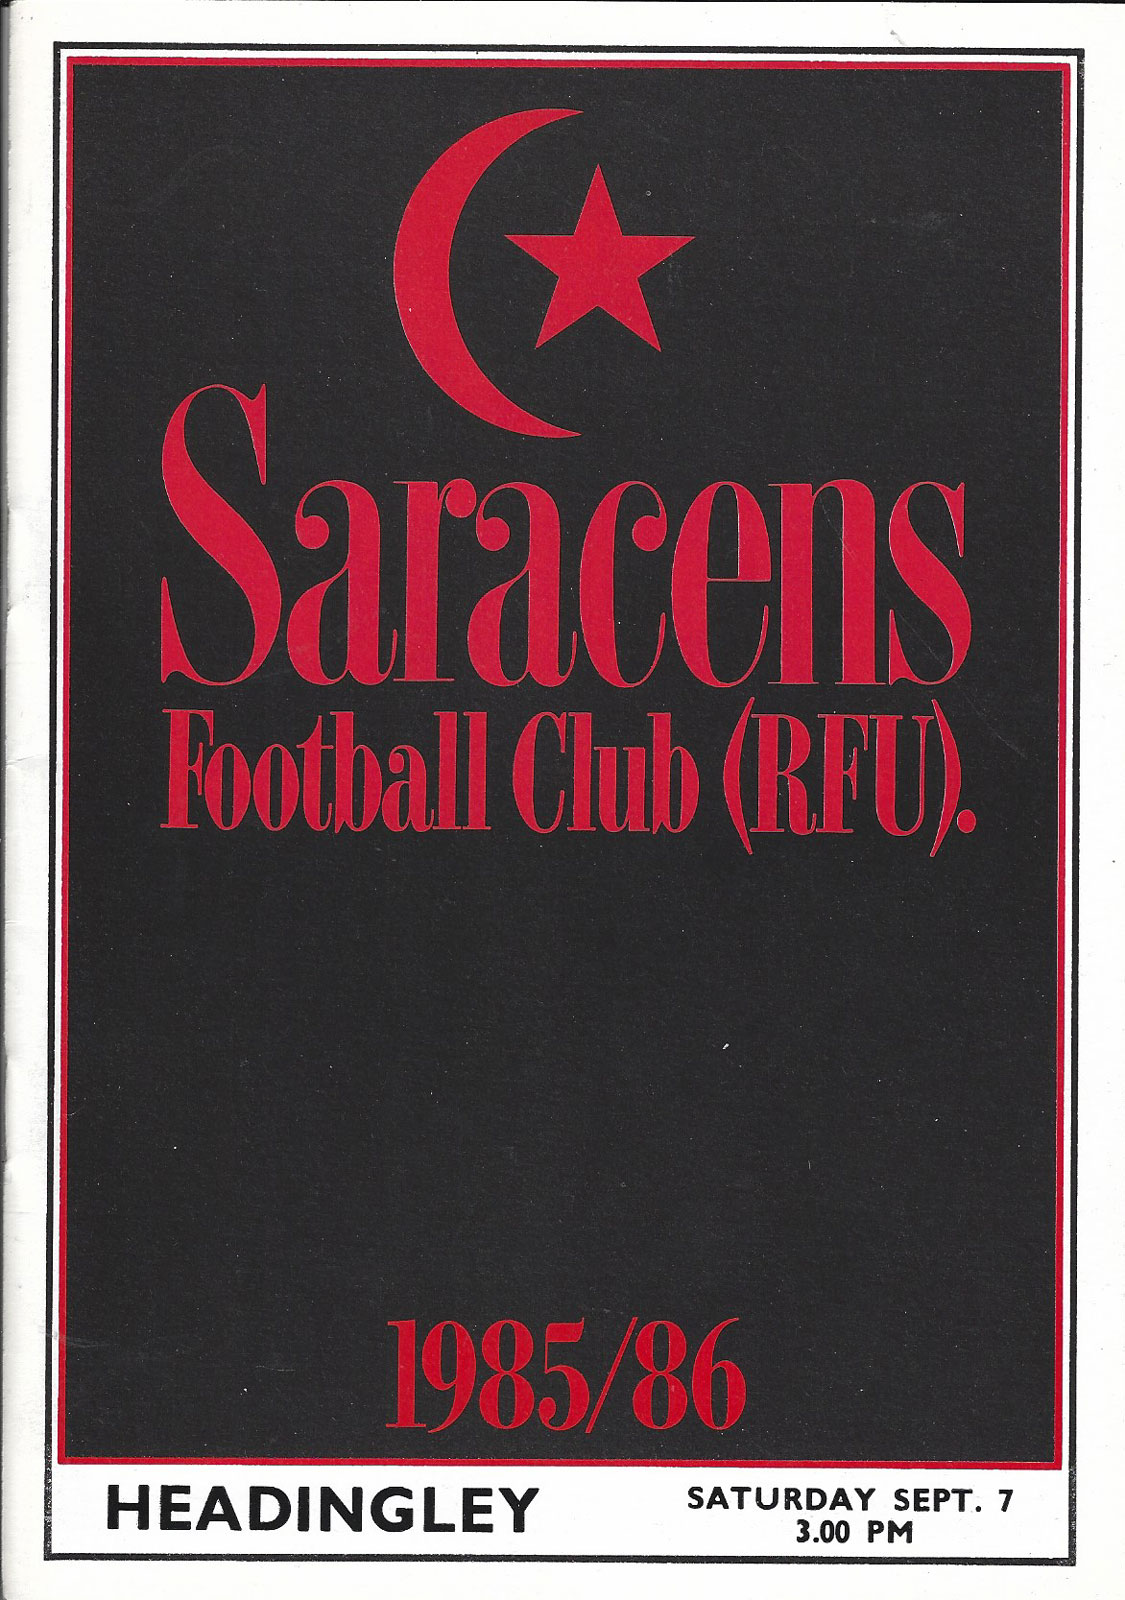 Saracens
Football Club (RFU).
1985/86
HEADINGLEY
SATURDAY SEPT. 7
3.00 PM